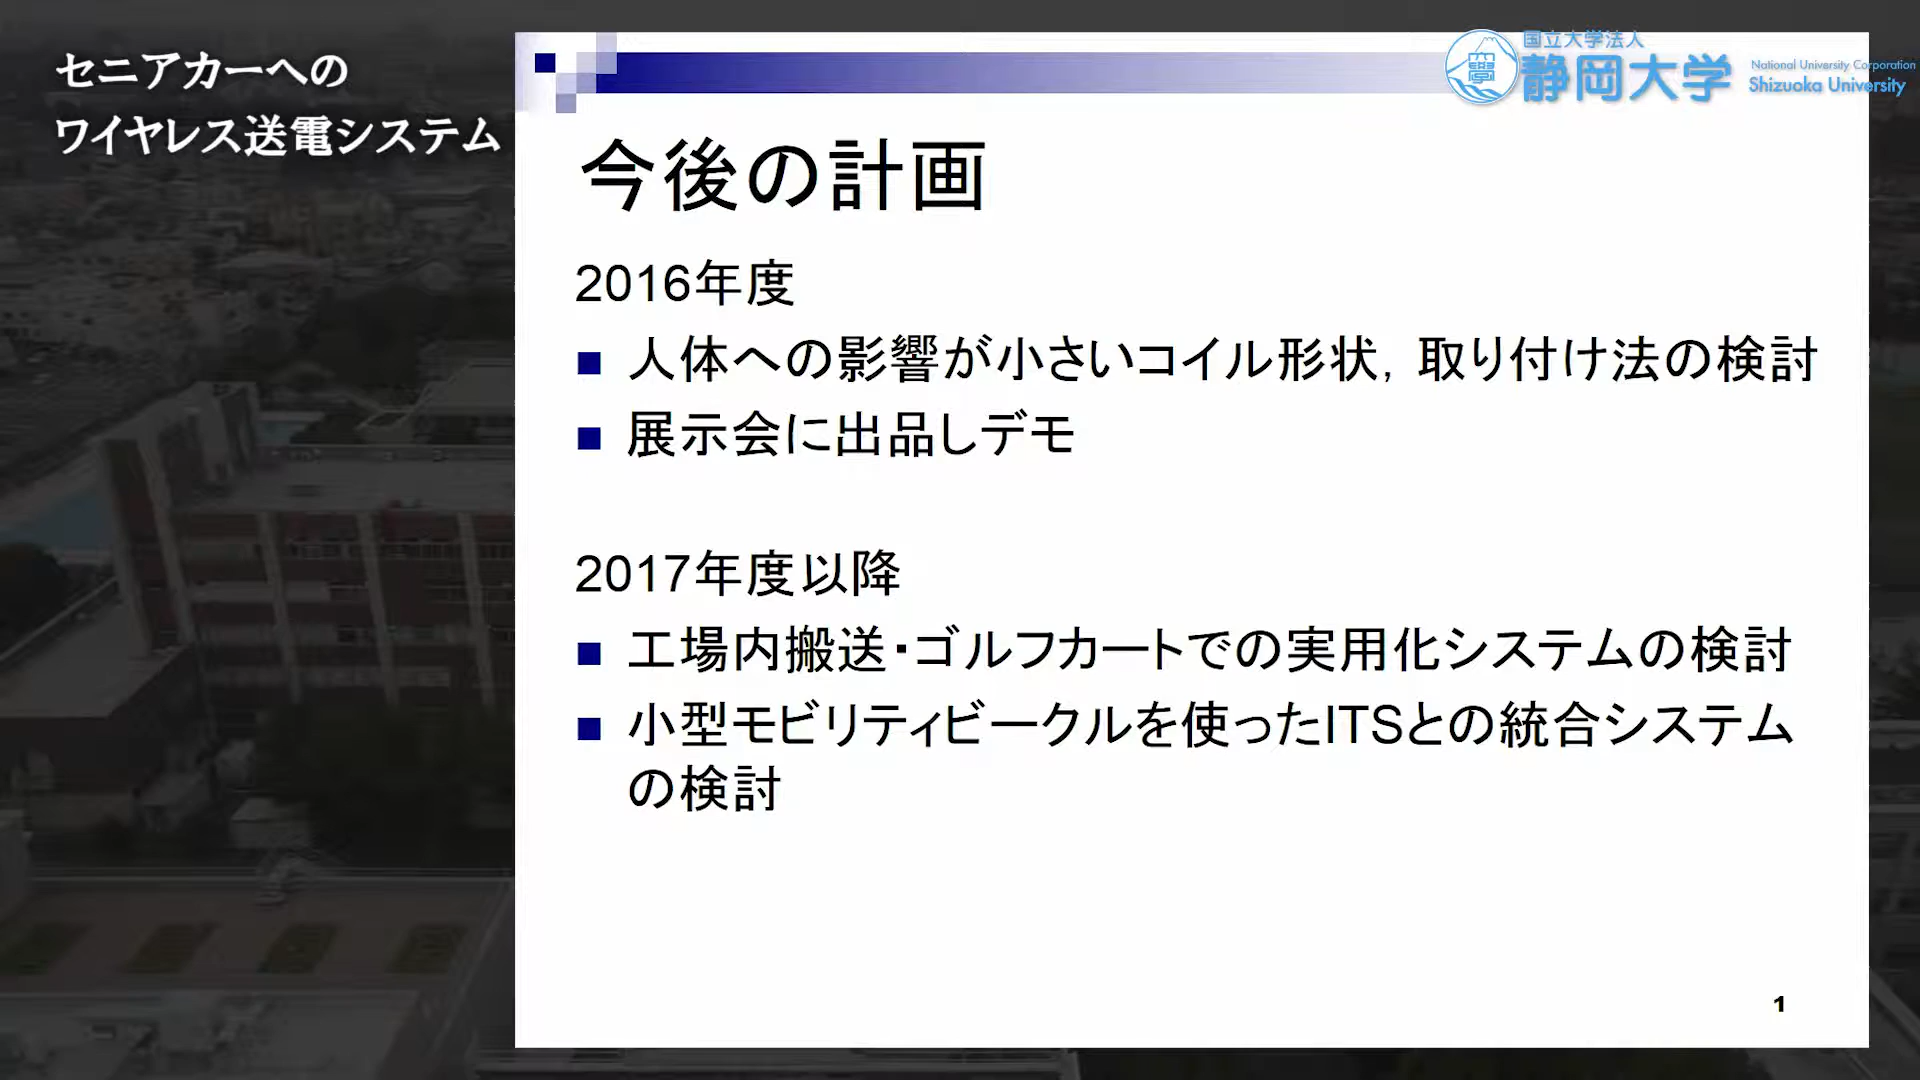 セニアカーへの
ワイヤレス送電システム
国立大学法人
静岡大学
National University Corporation
Shizuoka University
今後の計画
2016年度
■ 人体への影響が小さいコイル形状，取り付け法の検討
■ 展示会に出品しデモ
2017年度以降
■ 工場内搬送・ゴルフカートでの実用化システムの検討
■ 小型モビリティビークルを使ったITSとの統合システム
の検討
1